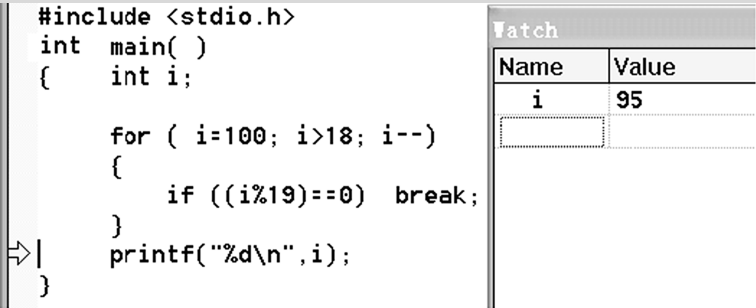 #include <stdio.h>
int main( )
{ int i;
for ( i=100; i>18; i--)
{
if ((i%19)==0) break;
}
printf("%d\n",i);
}
Watch
Name Value
i 95